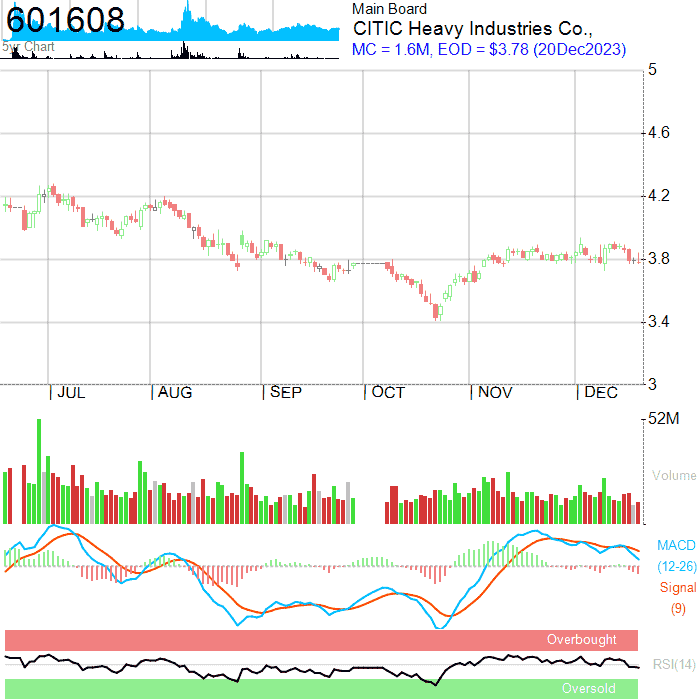 601608
5yr Chart
Main Board
CITIC Heavy Industries Co.,
MC = 1.6M, EOD = $3.78 (20Dec2023)
5
4.6
4.2
3.8
3.4
3
JUL
AUG
SEP
OCT
NOV
DEC
52M
Volume
MACD
(12-26)
Signal
(9)
Overbought
RSI(14)
Oversold